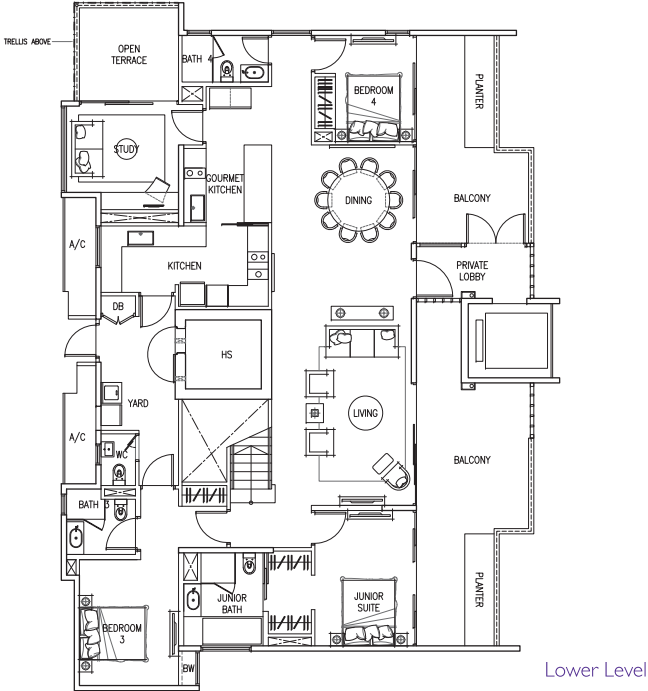 TRELLIS ABOVE
OPEN
TERRACE
BATH 4
BEDROOM
4
PLANTER
STUDY
GOURMET
KITCHEN
DINING
BALCONY
A/C
KITCHEN
PRIVATE
LOBBY
DB
HS
YARD
LIVING
A/C
WC
BALCONY
BATH 3
JUNIOR
BATH
JUNIOR
SUITE
PLANTER
BEDROOM
3
BW
Lower Level